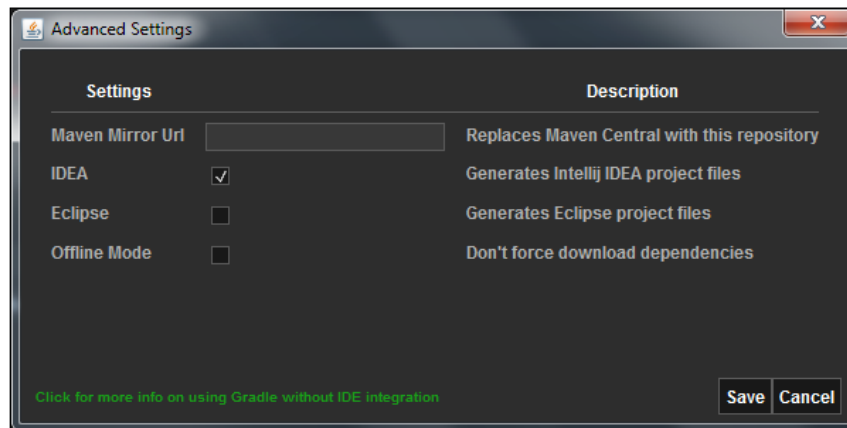 Advanced Settings
Settings Description
Maven Mirror Url Replaces Maven Central with this repository
IDEA Generates Intellij IDEA project files
Eclipse Generates Eclipse project files
Offline Mode Don't force download dependencies
Click for more info on using Gradle without IDE integration
Save Cancel